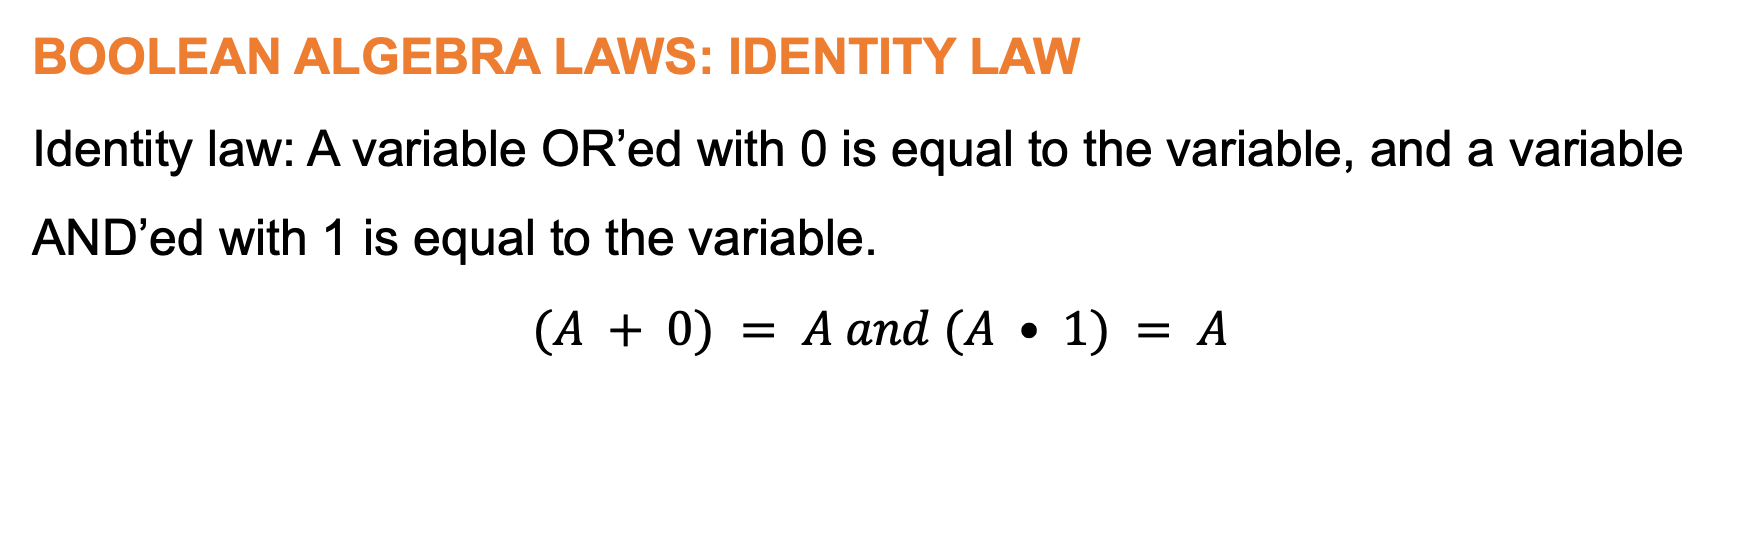 BOOLEAN ALGEBRA LAWS: IDENTITY LAW
Identity law: A variable OR’ed with 0 is equal to the variable, and a variable
AND’ed with 1 is equal to the variable.
(A + 0) = A and (A • 1) = A